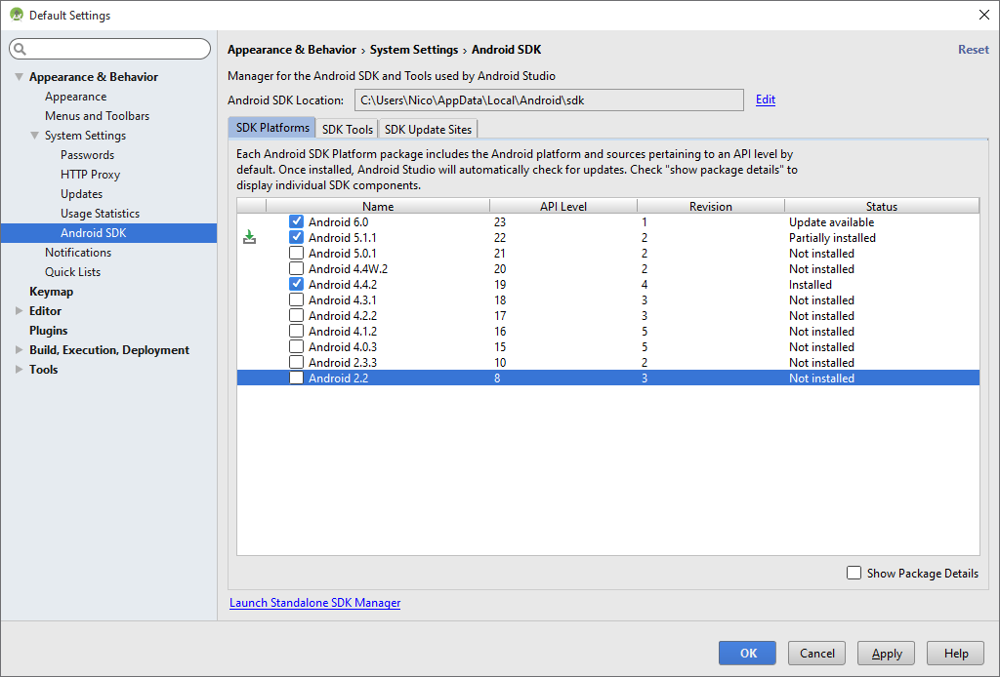 Default Settings
Appearance & Behavior
Appearance
Menus and Toolbars
System Settings
Passwords
HTTP Proxy
Updates
Usage Statistics
Android SDK
Notifications
Quick Lists
Keymap
Editor
Plugins
Build, Execution, Deployment
Tools
Appearance & Behavior › System Settings › Android SDK
Reset
Manager for the Android SDK and Tools used by Android Studio
Android SDK Location: C:\Users\Nico\AppData\Local\Android\sdk Edit
SDK Platforms SDK Tools SDK Update Sites
Each Android SDK Platform package includes the Android platform and sources pertaining to an API level by
default. Once installed, Android Studio will automatically check for updates. Check "show package details" to
display individual SDK components.
Name API Level Revision Status
Android 6.0 23 1 Update available
Android 5.1.1 22 2 Partially installed
Android 5.0.1 21 2 Not installed
Android 4.4W.2 20 2 Not installed
Android 4.4.2 19 4 Installed
Android 4.3.1 18 3 Not installed
Android 4.2.2 17 3 Not installed
Android 4.1.2 16 5 Not installed
Android 4.0.3 15 5 Not installed
Android 2.3.3 10 2 Not installed
Android 2.2 8 3 Not installed
Show Package Details
Launch Standalone SDK Manager
OK Cancel Apply Help